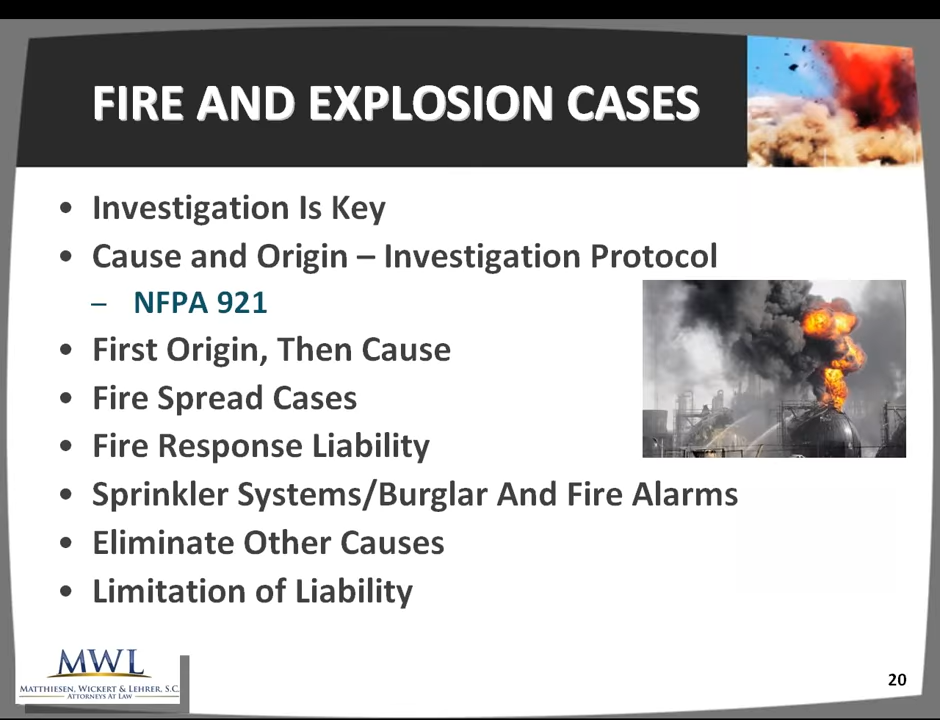 FIRE AND EXPLOSION CASES
• Investigation Is Key
• Cause and Origin – Investigation Protocol
– NFPA 921
• First Origin, Then Cause
• Fire Spread Cases
• Fire Response Liability
• Sprinkler Systems/Burglar And Fire Alarms
• Eliminate Other Causes
• Limitation of Liability
MWL
MATTHIESEN, WICKERT & LEHRER, S.C.
ATTORNEYS AT LAW
20